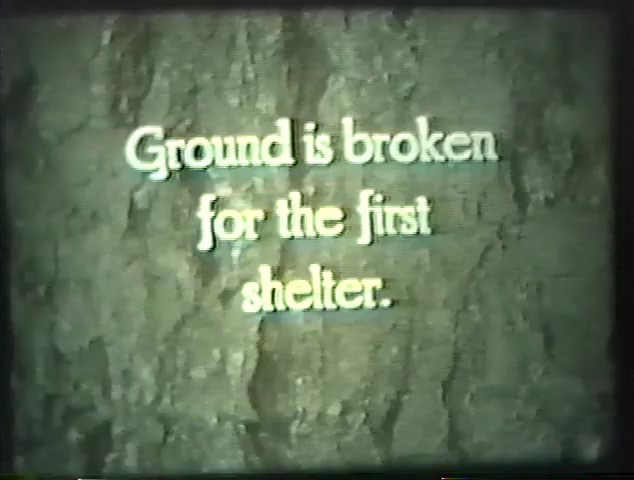 Ground is broken
for the first
shelter.